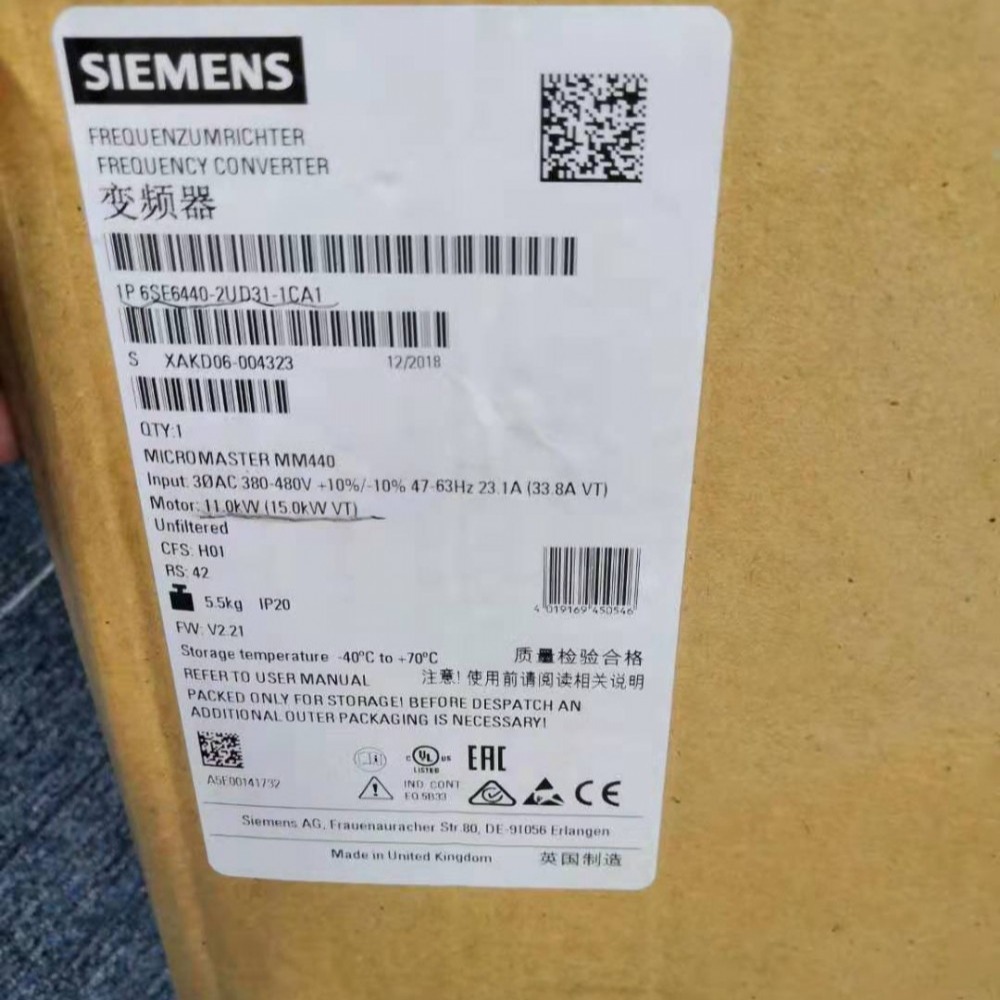 SIEMENS
FREQUENZUMRICHTER
FREQUENCY CONVERTER
变频器
1P 6SE6440-2UD31-1CA1
S XAKD06-004323 12/2018
QTY:1
MICROMASTER MM440
Input: 3ØAC 380-480V +10%/-10% 47-63Hz 23.1A (33.8A VT)
Motor: 11.0kW (15.0kW VT)
Unfiltered
CFS: H01
RS: 42
5.5kg IP20
4 019169 450546
FW: V2.21
Storage temperature -40°C to +70°C 质量检验合格
REFER TO USER MANUAL 注意! 使用前请阅读相关说明
PACKED ONLY FOR STORAGE! BEFORE DESPATCH AN
ADDITIONAL OUTER PACKAGING IS NECESSARY!
A5E00141732
C UL US LISTED EAC
IND CONT
EQ 5B33
CE
Siemens AG, Frauenauracher Str.80, DE-91056 Erlangen
Made in United Kingdom 英国制造